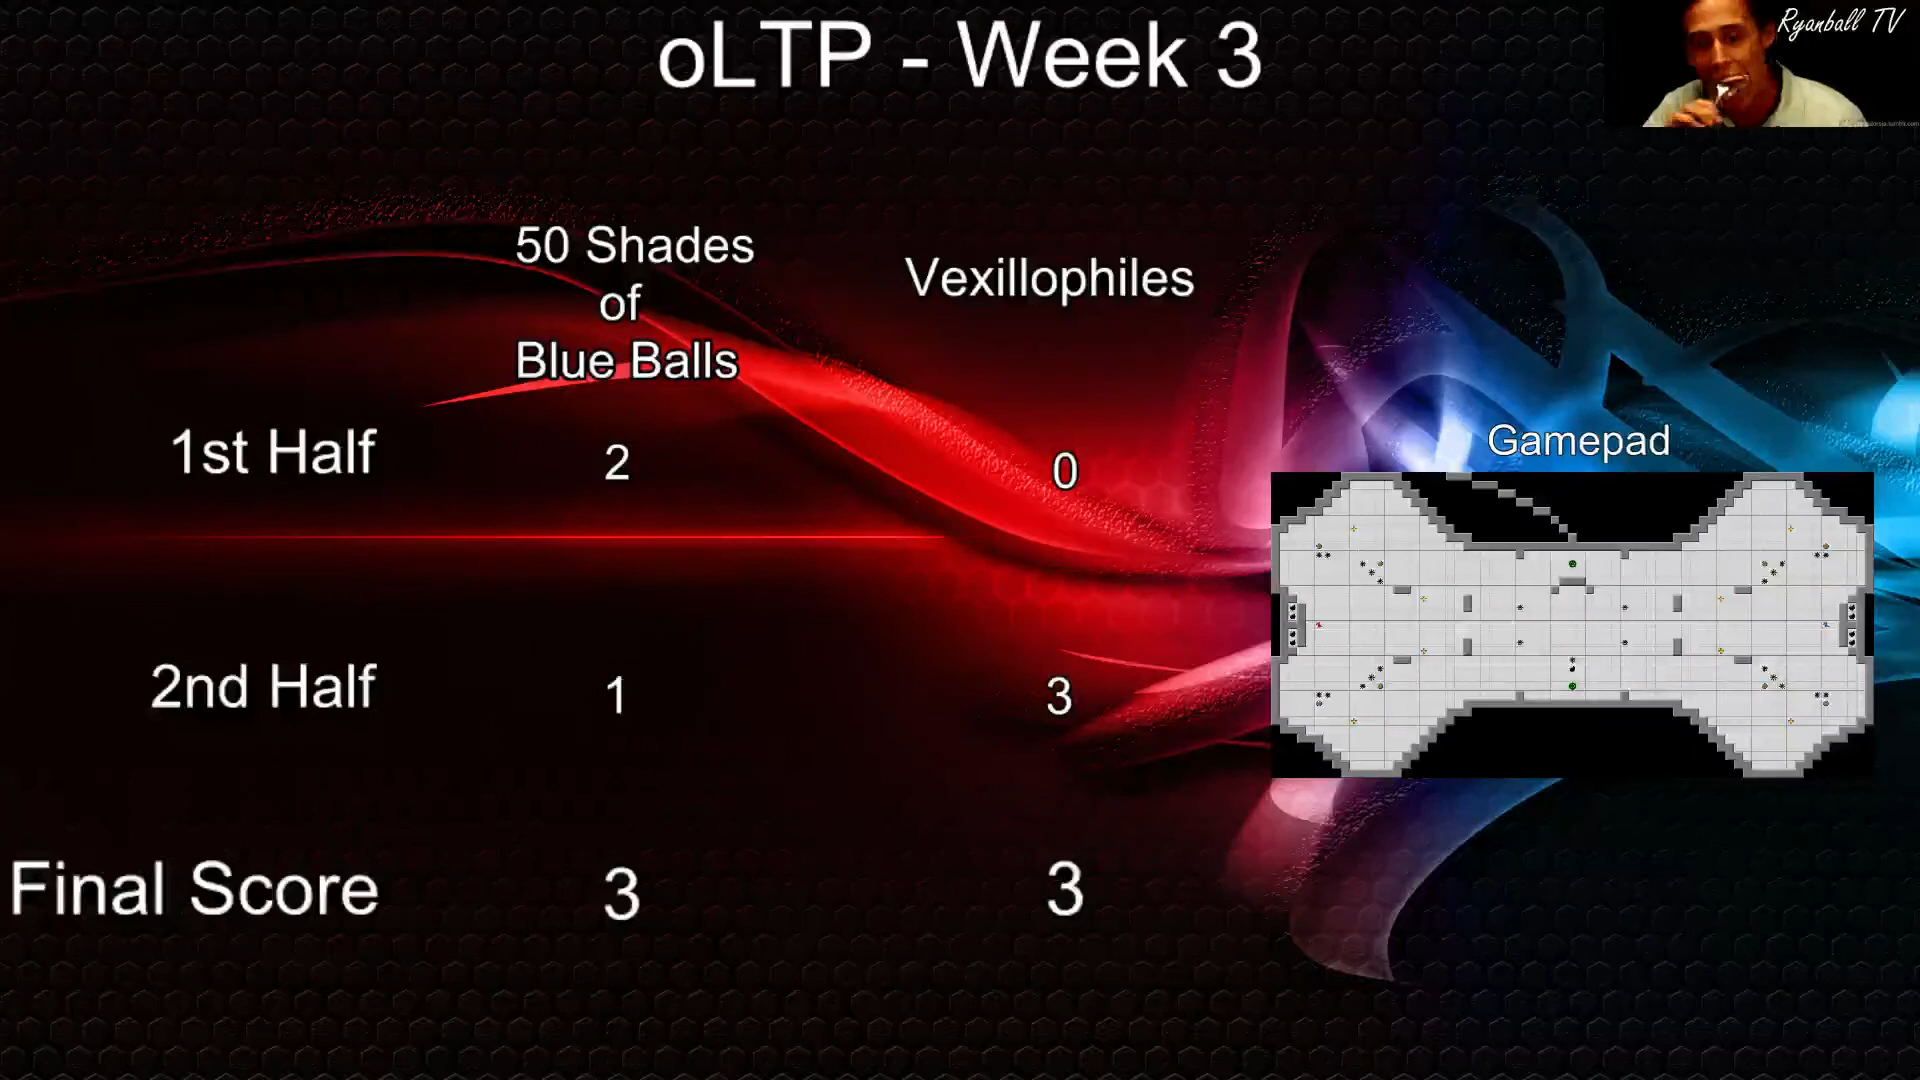 oLTP - Week 3
Ryanball TV
50 Shades
of
Blue Balls
Vexillophiles
1st Half 2 0
Gamepad
2nd Half 1 3
Final Score 3 3